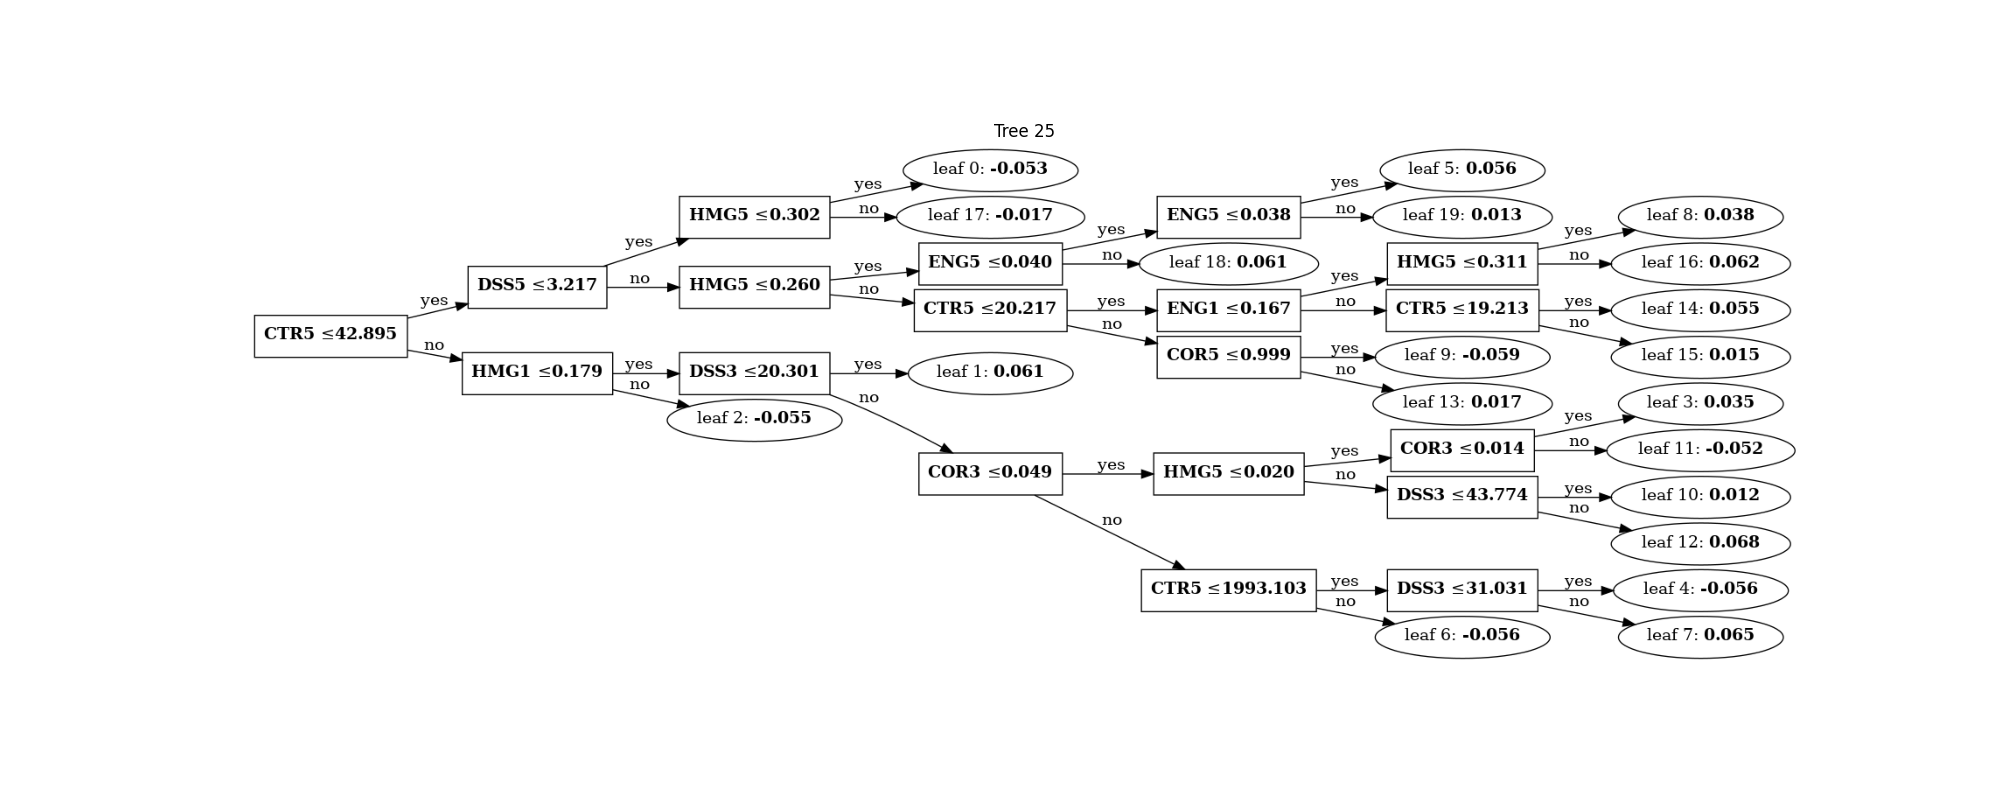 Tree 25
leaf 0: -0.053
yes
leaf 5: 0.056
yes
HMG5 ≤0.302
no
leaf 17: -0.017
ENG5 ≤0.038
no
leaf 19: 0.013
leaf 8: 0.038
yes
yes
yes
ENG5 ≤0.040
no
leaf 18: 0.061
HMG5 ≤0.311
no
leaf 16: 0.062
DSS5 ≤3.217
no
HMG5 ≤0.260
yes
yes
no
CTR5 ≤20.217
yes
ENG1 ≤0.167
no
CTR5 ≤19.213
yes
leaf 14: 0.055
yes
CTR5 ≤42.895
no
no
COR5 ≤0.999
yes
leaf 9: -0.059
leaf 15: 0.015
no
HMG1 ≤0.179
yes
DSS3 ≤20.301
yes
leaf 1: 0.061
no
no
leaf 13: 0.017
leaf 3: 0.035
leaf 2: -0.055
no
yes
COR3 ≤0.014
no
leaf 11: -0.052
COR3 ≤0.049
yes
HMG5 ≤0.020
yes
no
DSS3 ≤43.774
yes
leaf 10: 0.012
no
leaf 12: 0.068
no
CTR5 ≤1993.103
yes
DSS3 ≤31.031
yes
leaf 4: -0.056
no
leaf 6: -0.056
no
leaf 7: 0.065